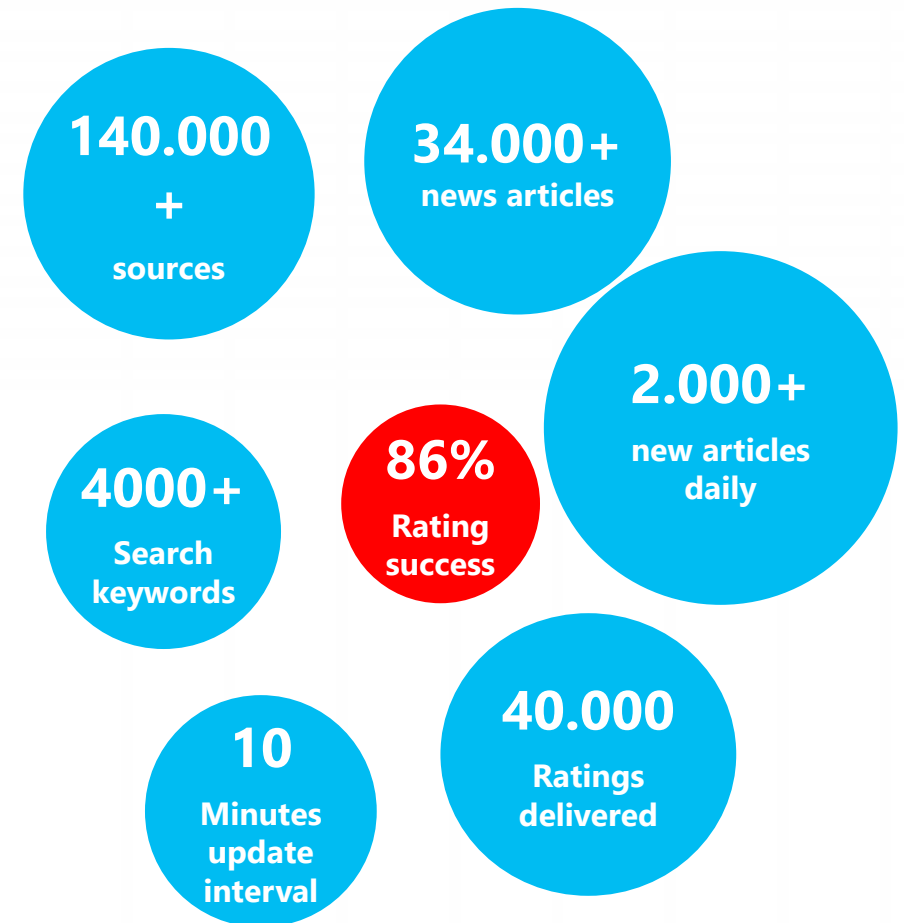 140.000
+
sources
34.000+
news articles
2.000+
new articles
daily
4000+
Search
keywords
86%
Rating
success
10
Minutes
update
interval
40.000
Ratings
delivered